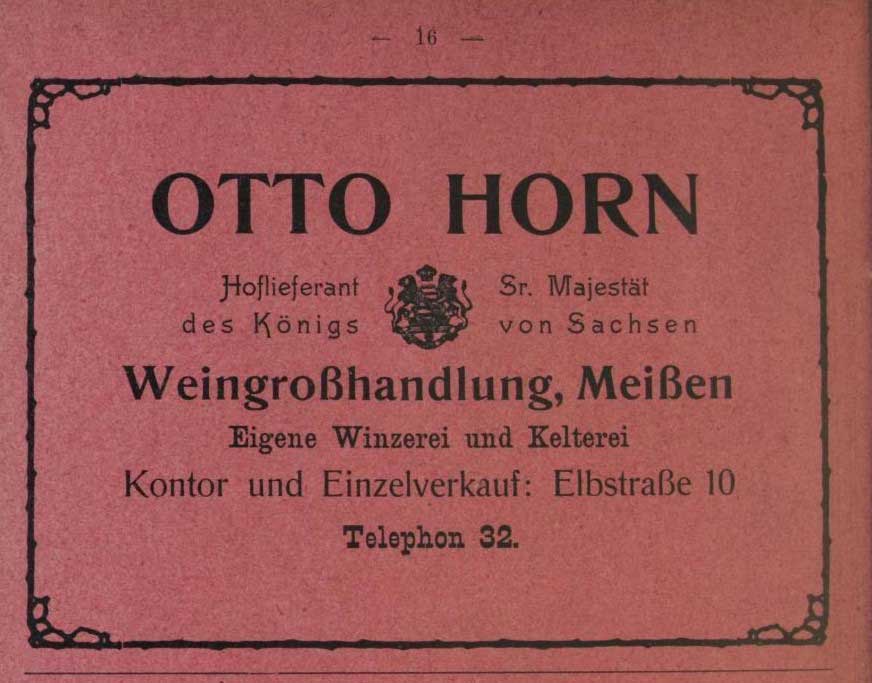 — 16 —
OTTO HORN
Hoflieferant Sr. Majestät
des Königs von Sachsen
Weingroßhandlung, Meißen
Eigene Winzerei und Kelterei
Kontor und Einzelverkauf: Elbstraße 10
Telephon 32.